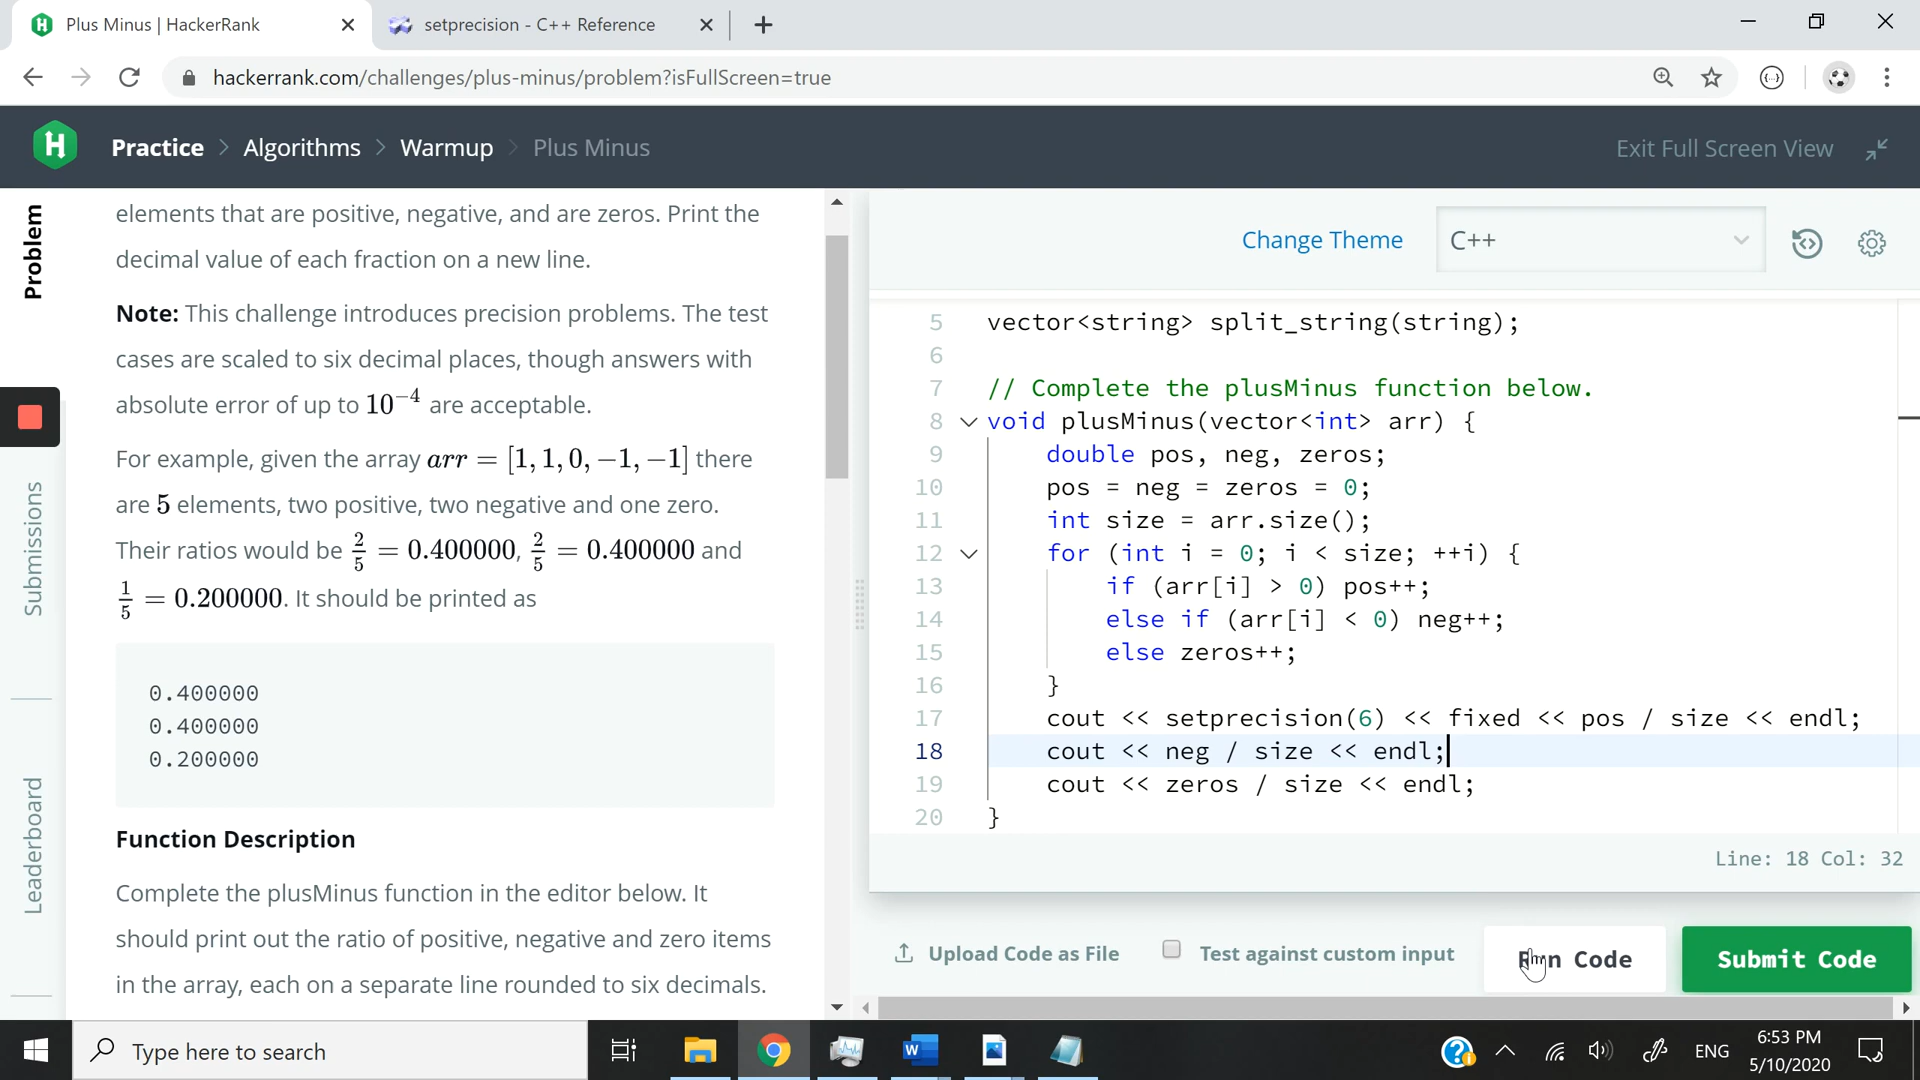 Plus Minus | HackerRank
setprecision - C++ Reference
hackerrank.com/challenges/plus-minus/problem?isFullScreen=true
H
Practice > Algorithms > Warmup > Plus Minus
Exit Full Screen View
Problem
Submissions
Leaderboard
elements that are positive, negative, and are zeros. Print the
decimal value of each fraction on a new line.
Note: This challenge introduces precision problems. The test
cases are scaled to six decimal places, though answers with
absolute error of up to 10⁻⁴ are acceptable.
For example, given the array arr = [1, 1, 0, −1, −1] there
are 5 elements, two positive, two negative and one zero.
Their ratios would be 2/5 = 0.400000, 2/5 = 0.400000 and
1/5 = 0.200000. It should be printed as
0.400000
0.400000
0.200000
Function Description
Complete the plusMinus function in the editor below. It
should print out the ratio of positive, negative and zero items
in the array, each on a separate line rounded to six decimals.
Change Theme
C++
5 vector<string> split_string(string);
6
7 // Complete the plusMinus function below.
8 void plusMinus(vector<int> arr) {
9 double pos, neg, zeros;
10 pos = neg = zeros = 0;
11 int size = arr.size();
12 for (int i = 0; i < size; ++i) {
13 if (arr[i] > 0) pos++;
14 else if (arr[i] < 0) neg++;
15 else zeros++;
16 }
17 cout << setprecision(6) << fixed << pos / size << endl;
18 cout << neg / size << endl;
19 cout << zeros / size << endl;
20 }
Line: 18 Col: 32
Upload Code as File
Test against custom input
Run Code
Submit Code
Type here to search
ENG
6:53 PM
5/10/2020